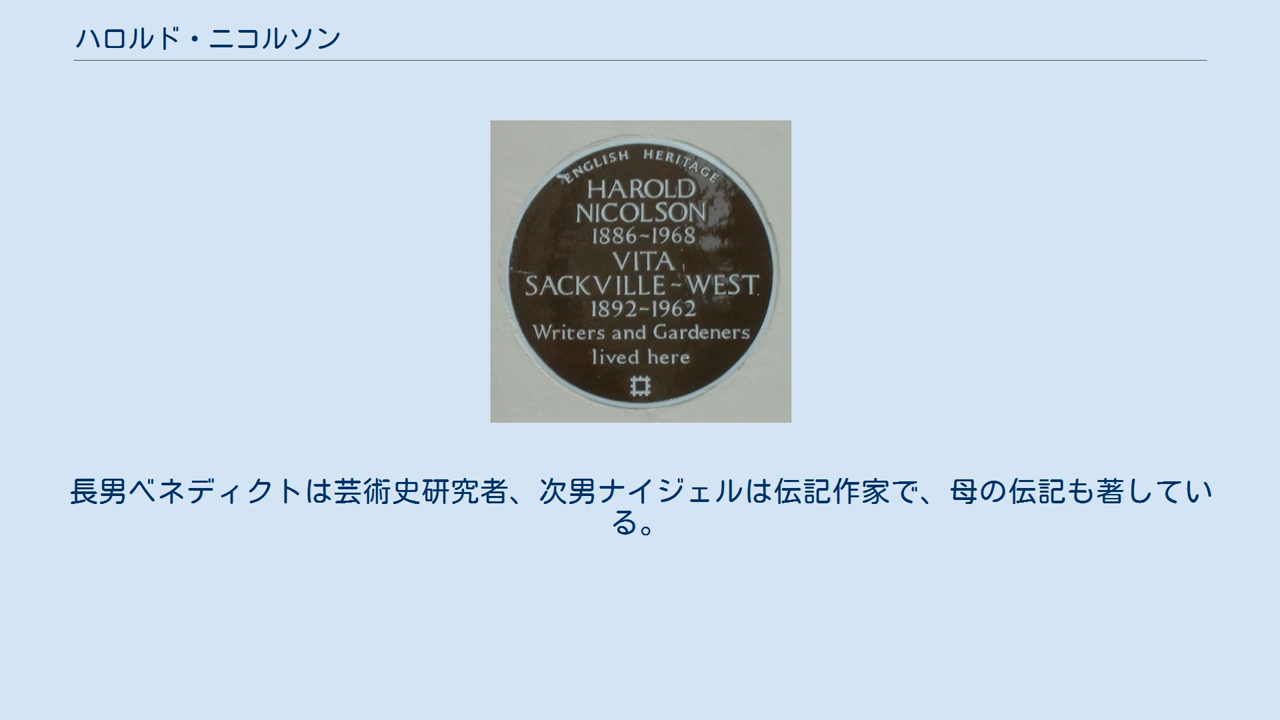 ハロルド・ニコルソン
ENGLISH HERITAGE
HAROLD
NICOLSON
1886~1968
VITA
SACKVILLE~WEST
1892~1962
Writers and Gardeners
lived here
長男ベネディクトは芸術史研究者、次男ナイジェルは伝記作家で、母の伝記も著してい
る。